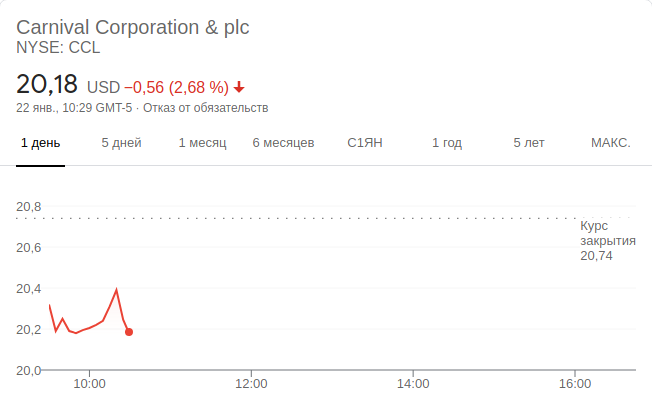 Carnival Corporation & plc
NYSE: CCL
20,18 USD −0,56 (2,68 %)
22 янв., 10:29 GMT-5 · Отказ от обязательств
1 день 5 дней 1 месяц 6 месяцев С1ЯН 1 год 5 лет МАКС.
20,8
Курс
закрытия
20,74
20,6
20,4
20,2
20,0
10:00 12:00 14:00 16:00